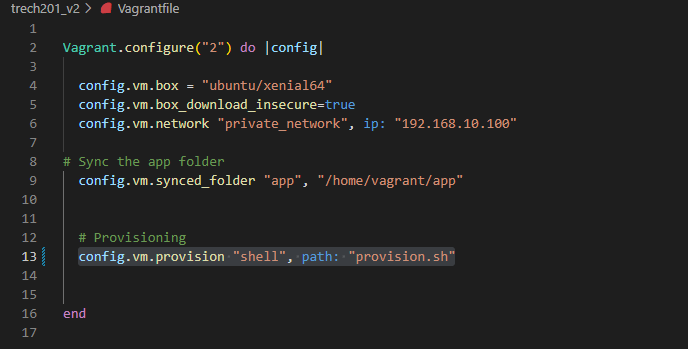 trech201_v2 > Vagrantfile
1
2 Vagrant.configure("2") do |config|
3
4 config.vm.box = "ubuntu/xenial64"
5 config.vm.box_download_insecure=true
6 config.vm.network "private_network", ip: "192.168.10.100"
7
8 # Sync the app folder
9 config.vm.synced_folder "app", "/home/vagrant/app"
10
11
12 # Provisioning
13 config.vm.provision "shell", path: "provision.sh"
14
15
16 end
17